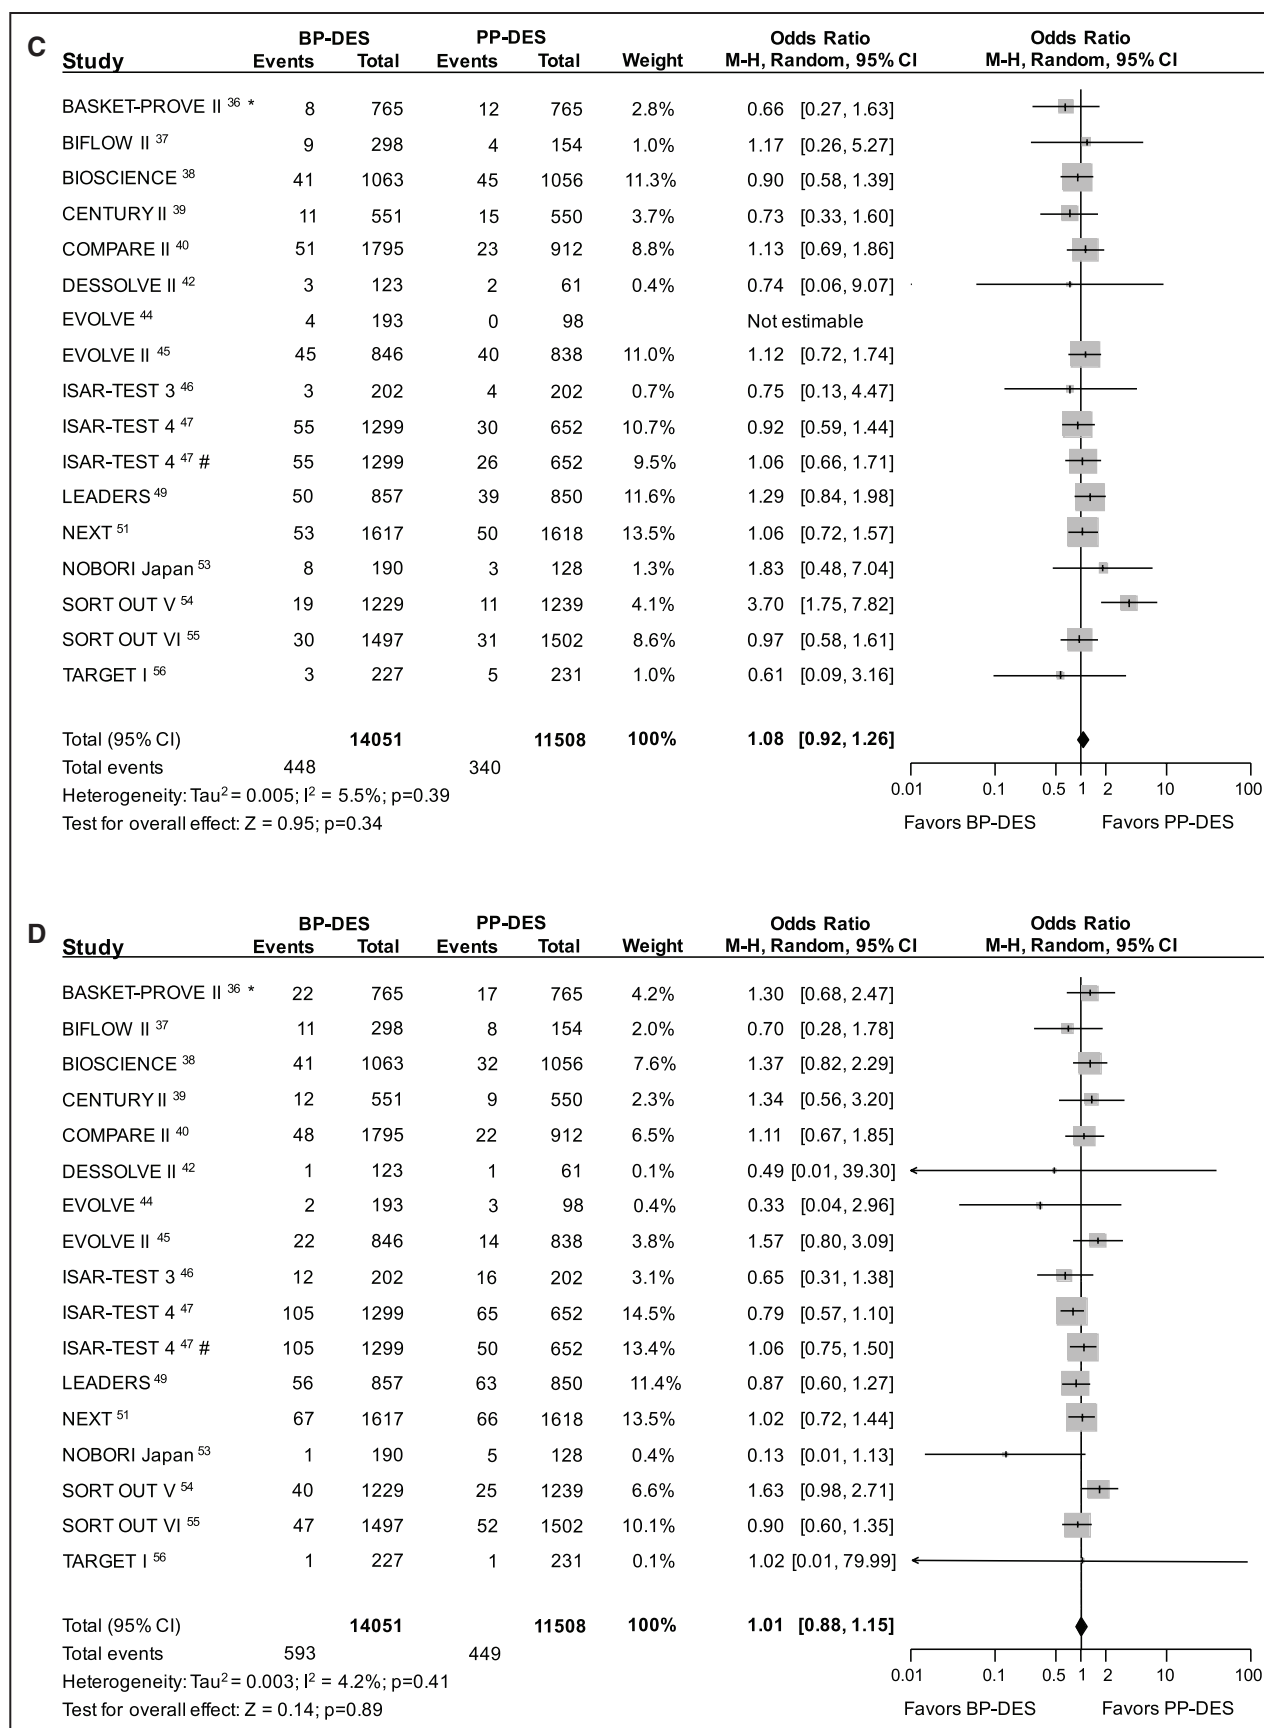 C
BP-DES PP-DES Odds Ratio Odds Ratio
Study Events Total Events Total Weight M-H, Random, 95% CI M-H, Random, 95% CI
BASKET-PROVE II 36 * 8 765 12 765 2.8% 0.66 [0.27, 1.63]
BIFLOW II 37 9 298 4 154 1.0% 1.17 [0.26, 5.27]
BIOSCIENCE 38 41 1063 45 1056 11.3% 0.90 [0.58, 1.39]
CENTURY II 39 11 551 15 550 3.7% 0.73 [0.33, 1.60]
COMPARE II 40 51 1795 23 912 8.8% 1.13 [0.69, 1.86]
DESSOLVE II 42 3 123 2 61 0.4% 0.74 [0.06, 9.07]
EVOLVE 44 4 193 0 98 Not estimable
EVOLVE II 45 45 846 40 838 11.0% 1.12 [0.72, 1.74]
ISAR-TEST 3 46 3 202 4 202 0.7% 0.75 [0.13, 4.47]
ISAR-TEST 4 47 55 1299 30 652 10.7% 0.92 [0.59, 1.44]
ISAR-TEST 4 47 # 55 1299 26 652 9.5% 1.06 [0.66, 1.71]
LEADERS 49 50 857 39 850 11.6% 1.29 [0.84, 1.98]
NEXT 51 53 1617 50 1618 13.5% 1.06 [0.72, 1.57]
NOBORI Japan 53 8 190 3 128 1.3% 1.83 [0.48, 7.04]
SORT OUT V 54 19 1229 11 1239 4.1% 3.70 [1.75, 7.82]
SORT OUT VI 55 30 1497 31 1502 8.6% 0.97 [0.58, 1.61]
TARGET I 56 3 227 5 231 1.0% 0.61 [0.09, 3.16]
Total (95% CI) 14051 11508 100% 1.08 [0.92, 1.26]
Total events 448 340
Heterogeneity: Tau² = 0.005; I² = 5.5%; p=0.39
Test for overall effect: Z = 0.95; p=0.34
0.01 0.1 0.5 1 2 10 100
Favors BP-DES Favors PP-DES
D
BP-DES PP-DES Odds Ratio Odds Ratio
Study Events Total Events Total Weight M-H, Random, 95% CI M-H, Random, 95% CI
BASKET-PROVE II 36 * 22 765 17 765 4.2% 1.30 [0.68, 2.47]
BIFLOW II 37 11 298 8 154 2.0% 0.70 [0.28, 1.78]
BIOSCIENCE 38 41 1063 32 1056 7.6% 1.37 [0.82, 2.29]
CENTURY II 39 12 551 9 550 2.3% 1.34 [0.56, 3.20]
COMPARE II 40 48 1795 22 912 6.5% 1.11 [0.67, 1.85]
DESSOLVE II 42 1 123 1 61 0.1% 0.49 [0.01, 39.30]
EVOLVE 44 2 193 3 98 0.4% 0.33 [0.04, 2.96]
EVOLVE II 45 22 846 14 838 3.8% 1.57 [0.80, 3.09]
ISAR-TEST 3 46 12 202 16 202 3.1% 0.65 [0.31, 1.38]
ISAR-TEST 4 47 105 1299 65 652 14.5% 0.79 [0.57, 1.10]
ISAR-TEST 4 47 # 105 1299 50 652 13.4% 1.06 [0.75, 1.50]
LEADERS 49 56 857 63 850 11.4% 0.87 [0.60, 1.27]
NEXT 51 67 1617 66 1618 13.5% 1.02 [0.72, 1.44]
NOBORI Japan 53 1 190 5 128 0.4% 0.13 [0.01, 1.13]
SORT OUT V 54 40 1229 25 1239 6.6% 1.63 [0.98, 2.71]
SORT OUT VI 55 47 1497 52 1502 10.1% 0.90 [0.60, 1.35]
TARGET I 56 1 227 1 231 0.1% 1.02 [0.01, 79.99]
Total (95% CI) 14051 11508 100% 1.01 [0.88, 1.15]
Total events 593 449
Heterogeneity: Tau² = 0.003; I² = 4.2%; p=0.41
Test for overall effect: Z = 0.14; p=0.89
0.01 0.1 0.5 1 2 10 100
Favors BP-DES Favors PP-DES